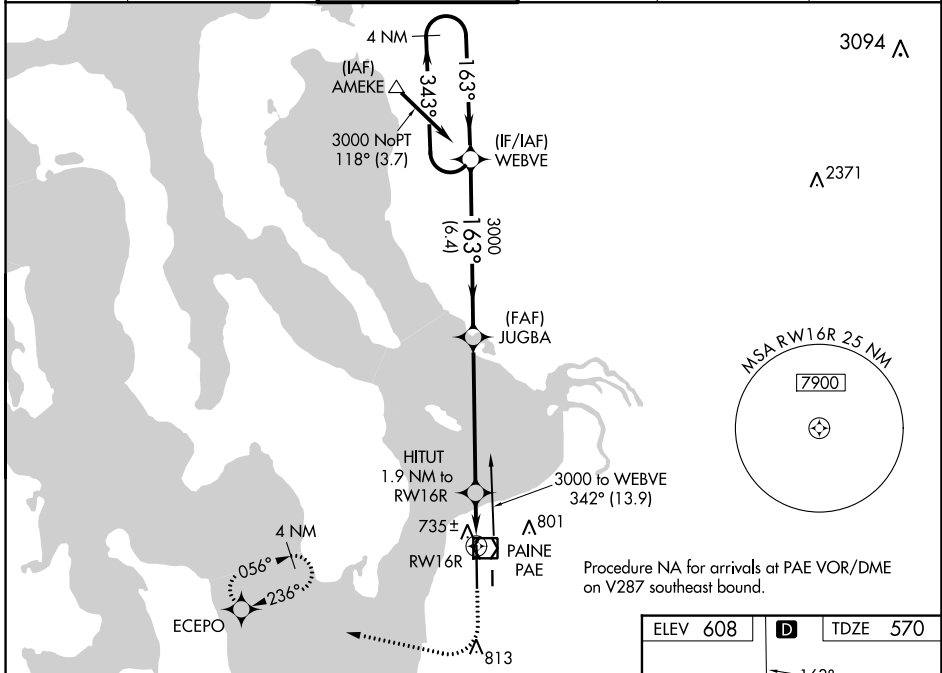 4 NM
3094
(IAF)
AMEKE
343°
163°
3000 NoPT
118° (3.7)
(IF/IAF)
WEBVE
2371
3000
163°
(6.4)
(FAF)
JUGBA
MSA RW16R 25 NM
7900
HITUT
1.9 NM to
RW16R
3000 to WEBVE
342° (13.9)
735±
801
4 NM
RW16R
PAINE
PAE
056°
236°
ECEPO
Procedure NA for arrivals at PAE VOR/DME
on V287 southeast bound.
813
ELEV 608
D
TDZE 570